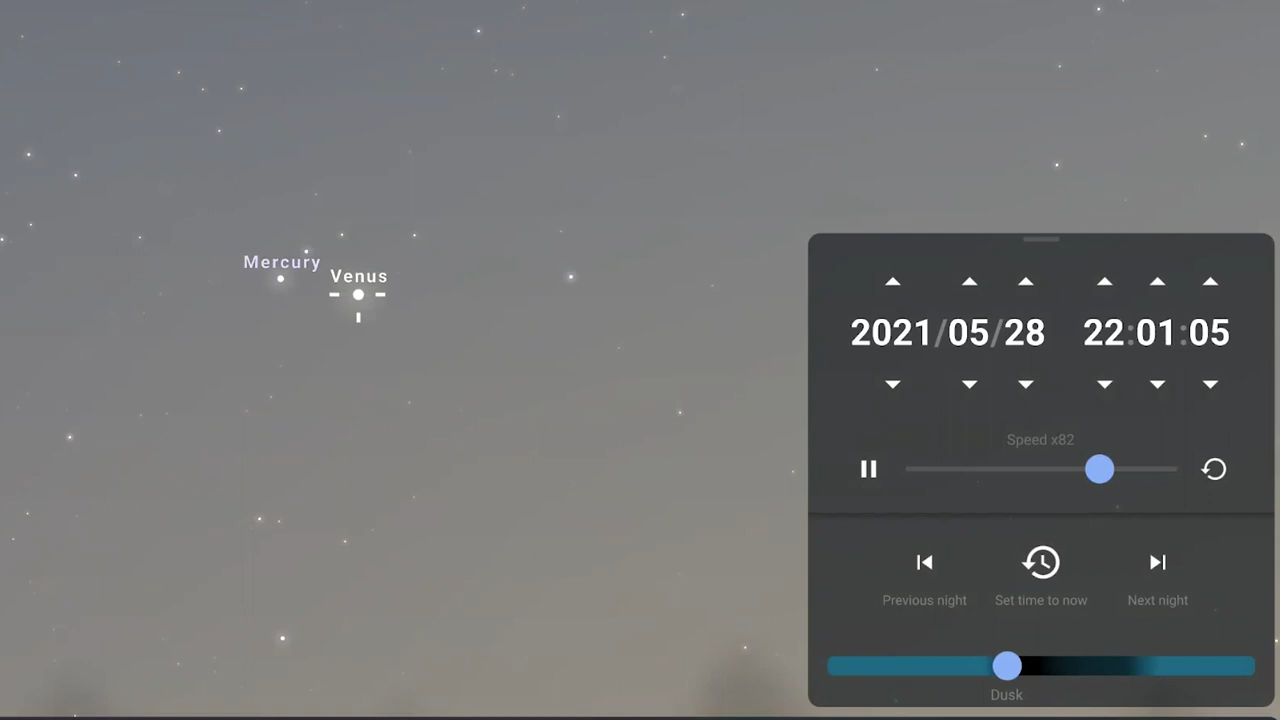 Mercury
Venus
2021/05/28 22:01:05
Speed x82
Previous night Set time to now Next night
Dusk